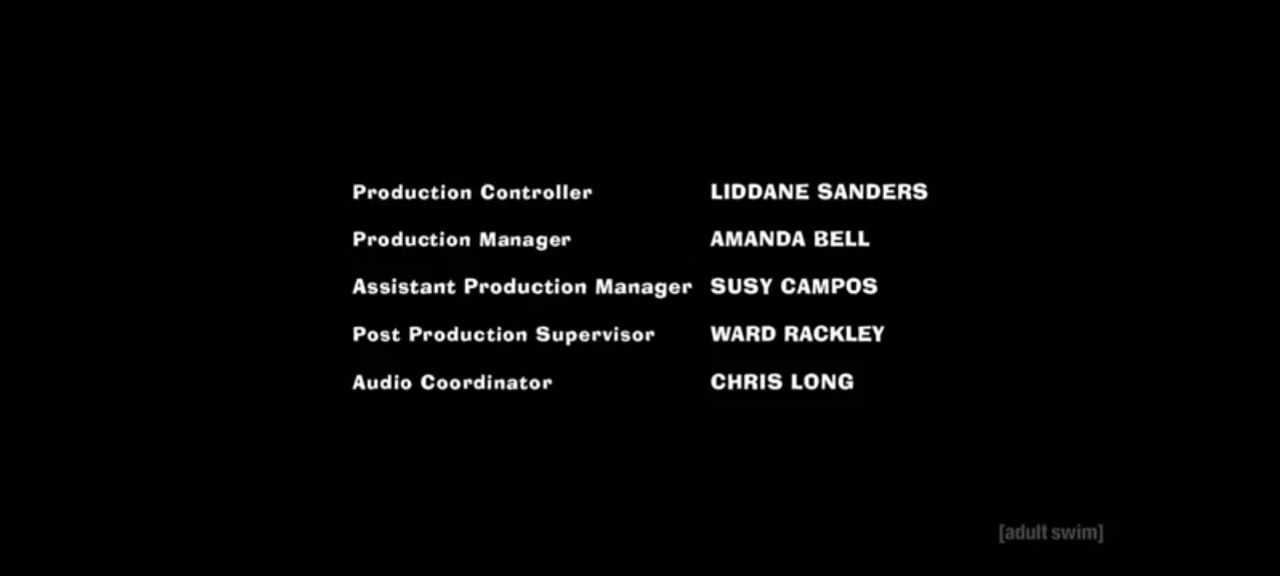 Production Controller LIDDANE SANDERS
Production Manager AMANDA BELL
Assistant Production Manager SUSY CAMPOS
Post Production Supervisor WARD RACKLEY
Audio Coordinator CHRIS LONG
[adult swim]